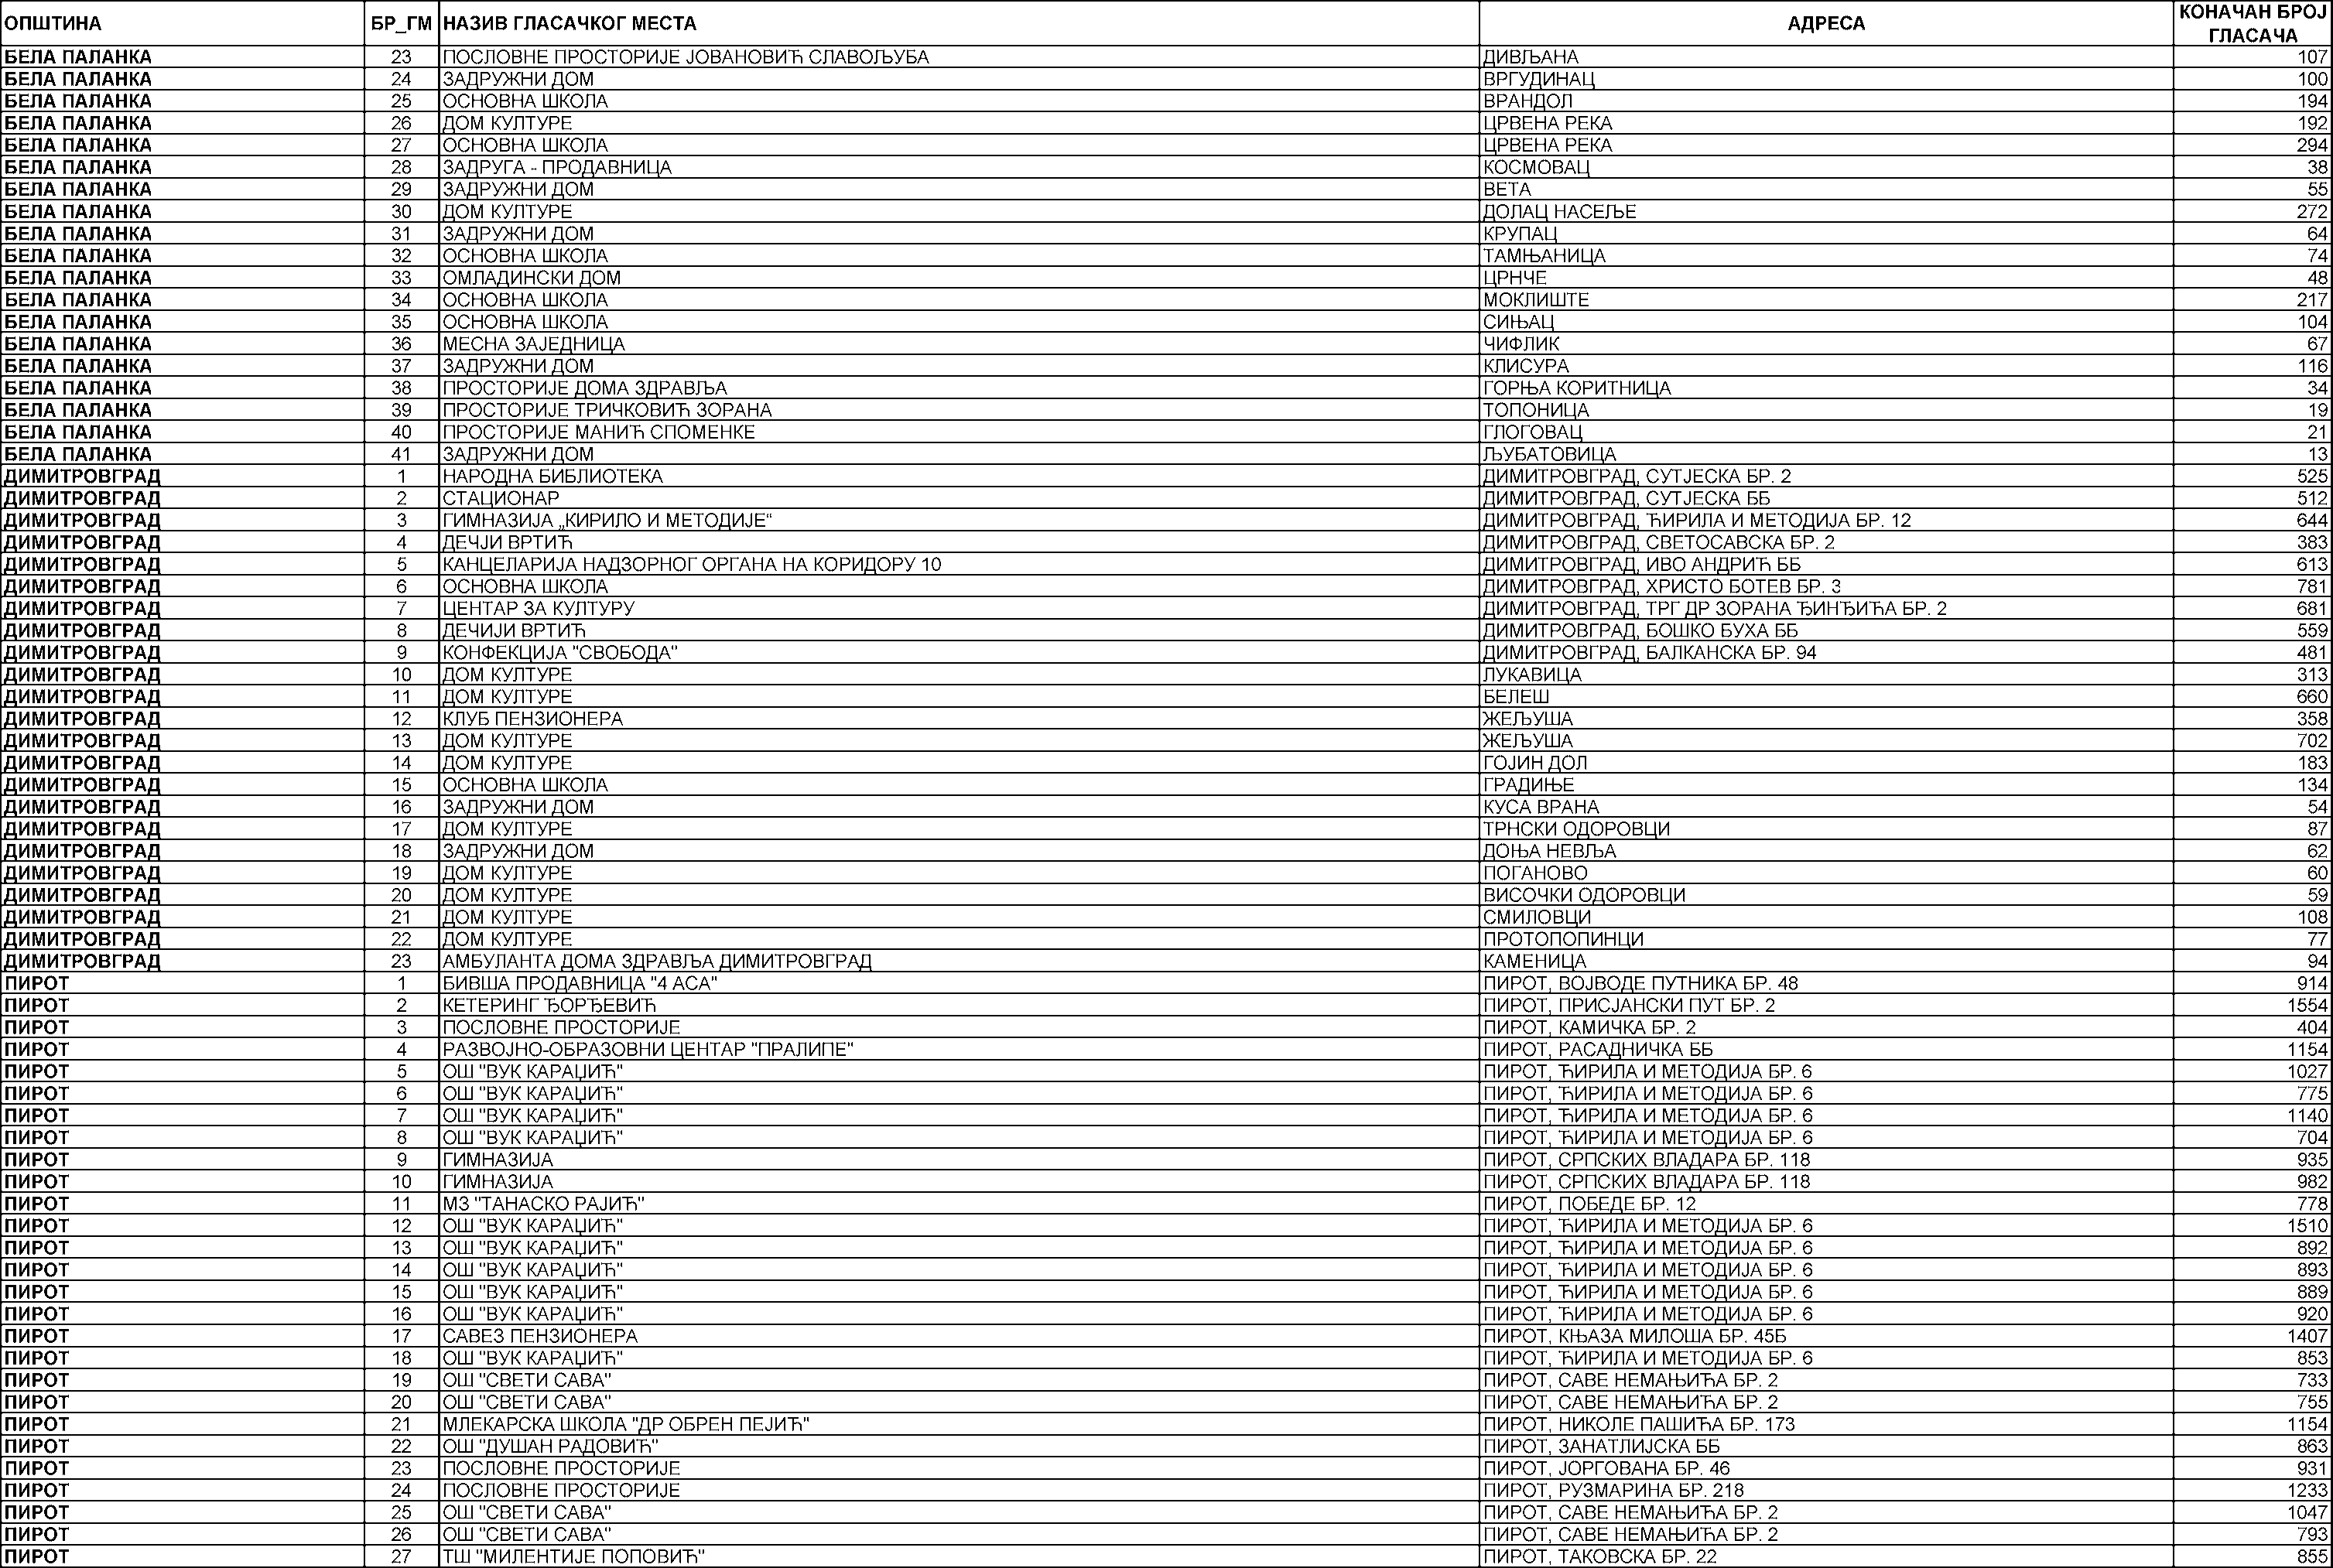 ОПШТИНА БР_ГМ НАЗИВ ГЛАСАЧКОГ МЕСТА АДРЕСА КОНАЧАН БРОЈ ГЛАСАЧА
БЕЛА ПАЛАНКА 23 ПОСЛОВНЕ ПРОСТОРИЈЕ ЈОВАНОВИЋ СЛАВОЉУБА ДИВЉАНА 107
БЕЛА ПАЛАНКА 24 ЗАДРУЖНИ ДОМ ВРГУДИНАЦ 100
БЕЛА ПАЛАНКА 25 ОСНОВНА ШКОЛА ВРАНДОЛ 194
БЕЛА ПАЛАНКА 26 ДОМ КУЛТУРЕ ЦРВЕНА РЕКА 192
БЕЛА ПАЛАНКА 27 ОСНОВНА ШКОЛА ЦРВЕНА РЕКА 294
БЕЛА ПАЛАНКА 28 ЗАДРУГА - ПРОДАВНИЦА КОСМОВАЦ 38
БЕЛА ПАЛАНКА 29 ЗАДРУЖНИ ДОМ ВЕТА 55
БЕЛА ПАЛАНКА 30 ДОМ КУЛТУРЕ ДОЛАЦ НАСЕЉЕ 272
БЕЛА ПАЛАНКА 31 ЗАДРУЖНИ ДОМ КРУПАЦ 64
БЕЛА ПАЛАНКА 32 ОСНОВНА ШКОЛА ТАМЊАНИЦА 74
БЕЛА ПАЛАНКА 33 ОМЛАДИНСКИ ДОМ ЦРНЧЕ 48
БЕЛА ПАЛАНКА 34 ОСНОВНА ШКОЛА МОКЛИШТЕ 217
БЕЛА ПАЛАНКА 35 ОСНОВНА ШКОЛА СИЊАЦ 104
БЕЛА ПАЛАНКА 36 МЕСНА ЗАЈЕДНИЦА ЧИФЛИК 67
БЕЛА ПАЛАНКА 37 ЗАДРУЖНИ ДОМ КЛИСУРА 116
БЕЛА ПАЛАНКА 38 ПРОСТОРИЈЕ ДОМА ЗДРАВЉА ГОРЊА КОРИТНИЦА 34
БЕЛА ПАЛАНКА 39 ПРОСТОРИЈЕ ТРИЧКОВИЋ ЗОРАНА ТОПОНИЦА 19
БЕЛА ПАЛАНКА 40 ПРОСТОРИЈЕ МАНИЋ СПОМЕНКЕ ГЛОГОВАЦ 21
БЕЛА ПАЛАНКА 41 ЗАДРУЖНИ ДОМ ЉУБАТОВИЦА 13
ДИМИТРОВГРАД 1 НАРОДНА БИБЛИОТЕКА ДИМИТРОВГРАД, СУТЈЕСКА БР. 2 525
ДИМИТРОВГРАД 2 СТАЦИОНАР ДИМИТРОВГРАД, СУТЈЕСКА ББ 512
ДИМИТРОВГРАД 3 ГИМНАЗИЈА „КИРИЛО И МЕТОДИЈЕ“ ДИМИТРОВГРАД, ЋИРИЛА И МЕТОДИЈА БР. 12 644
ДИМИТРОВГРАД 4 ДЕЧЈИ ВРТИЋ ДИМИТРОВГРАД, СВЕТОСАВСКА БР. 2 383
ДИМИТРОВГРАД 5 КАНЦЕЛАРИЈА НАДЗОРНОГ ОРГАНА НА КОРИДОРУ 10 ДИМИТРОВГРАД, ИВО АНДРИЋ ББ 613
ДИМИТРОВГРАД 6 ОСНОВНА ШКОЛА ДИМИТРОВГРАД, ХРИСТО БОТЕВ БР. 3 781
ДИМИТРОВГРАД 7 ЦЕНТАР ЗА КУЛТУРУ ДИМИТРОВГРАД, ТРГ ДР ЗОРАНА ЂИНЂИЋА БР. 2 681
ДИМИТРОВГРАД 8 ДЕЧИЈИ ВРТИЋ ДИМИТРОВГРАД, БОШКО БУХА ББ 559
ДИМИТРОВГРАД 9 КОНФЕКЦИЈА "СВОБОДА" ДИМИТРОВГРАД, БАЛКАНСКА БР. 94 481
ДИМИТРОВГРАД 10 ДОМ КУЛТУРЕ ЛУКАВИЦА 313
ДИМИТРОВГРАД 11 ДОМ КУЛТУРЕ БЕЛЕШ 660
ДИМИТРОВГРАД 12 КЛУБ ПЕНЗИОНЕРА ЖЕЉУША 358
ДИМИТРОВГРАД 13 ДОМ КУЛТУРЕ ЖЕЉУША 702
ДИМИТРОВГРАД 14 ДОМ КУЛТУРЕ ГОЈИН ДОЛ 183
ДИМИТРОВГРАД 15 ОСНОВНА ШКОЛА ГРАДИЊЕ 134
ДИМИТРОВГРАД 16 ЗАДРУЖНИ ДОМ КУСА ВРАНА 54
ДИМИТРОВГРАД 17 ДОМ КУЛТУРЕ ТРНСКИ ОДОРОВЦИ 87
ДИМИТРОВГРАД 18 ЗАДРУЖНИ ДОМ ДОЊА НЕВЉА 62
ДИМИТРОВГРАД 19 ДОМ КУЛТУРЕ ПОГАНОВО 60
ДИМИТРОВГРАД 20 ДОМ КУЛТУРЕ ВИСОЧКИ ОДОРОВЦИ 59
ДИМИТРОВГРАД 21 ДОМ КУЛТУРЕ СМИЛОВЦИ 108
ДИМИТРОВГРАД 22 ДОМ КУЛТУРЕ ПРОТОПОПИНЦИ 77
ДИМИТРОВГРАД 23 АМБУЛАНТА ДОМА ЗДРАВЉА ДИМИТРОВГРАД КАМЕНИЦА 94
ПИРОТ 1 БИВША ПРОДАВНИЦА "4 АСА" ПИРОТ, ВОЈВОДЕ ПУТНИКА БР. 48 914
ПИРОТ 2 КЕТЕРИНГ ЂОРЂЕВИЋ ПИРОТ, ПРИСЈАНСКИ ПУТ БР. 2 1554
ПИРОТ 3 ПОСЛОВНЕ ПРОСТОРИЈЕ ПИРОТ, КАМИЧКА БР. 2 404
ПИРОТ 4 РАЗВОЈНО-ОБРАЗОВНИ ЦЕНТАР "ПРАЛИПЕ" ПИРОТ, РАСАДНИЧКА ББ 1154
ПИРОТ 5 ОШ "ВУК КАРАЏИЋ" ПИРОТ, ЋИРИЛА И МЕТОДИЈА БР. 6 1027
ПИРОТ 6 ОШ "ВУК КАРАЏИЋ" ПИРОТ, ЋИРИЛА И МЕТОДИЈА БР. 6 775
ПИРОТ 7 ОШ "ВУК КАРАЏИЋ" ПИРОТ, ЋИРИЛА И МЕТОДИЈА БР. 6 1140
ПИРОТ 8 ОШ "ВУК КАРАЏИЋ" ПИРОТ, ЋИРИЛА И МЕТОДИЈА БР. 6 704
ПИРОТ 9 ГИМНАЗИЈА ПИРОТ, СРПСКИХ ВЛАДАРА БР. 118 935
ПИРОТ 10 ГИМНАЗИЈА ПИРОТ, СРПСКИХ ВЛАДАРА БР. 118 982
ПИРОТ 11 МЗ "ТАНАСКО РАЈИЋ" ПИРОТ, ПОБЕДЕ БР. 12 778
ПИРОТ 12 ОШ "ВУК КАРАЏИЋ" ПИРОТ, ЋИРИЛА И МЕТОДИЈА БР. 6 1510
ПИРОТ 13 ОШ "ВУК КАРАЏИЋ" ПИРОТ, ЋИРИЛА И МЕТОДИЈА БР. 6 892
ПИРОТ 14 ОШ "ВУК КАРАЏИЋ" ПИРОТ, ЋИРИЛА И МЕТОДИЈА БР. 6 893
ПИРОТ 15 ОШ "ВУК КАРАЏИЋ" ПИРОТ, ЋИРИЛА И МЕТОДИЈА БР. 6 889
ПИРОТ 16 ОШ "ВУК КАРАЏИЋ" ПИРОТ, ЋИРИЛА И МЕТОДИЈА БР. 6 920
ПИРОТ 17 САВЕЗ ПЕНЗИОНЕРА ПИРОТ, КЊАЗА МИЛОША БР. 45Б 1407
ПИРОТ 18 ОШ "ВУК КАРАЏИЋ" ПИРОТ, ЋИРИЛА И МЕТОДИЈА БР. 6 853
ПИРОТ 19 ОШ "СВЕТИ САВА" ПИРОТ, САВЕ НЕМАЊИЋА БР. 2 733
ПИРОТ 20 ОШ "СВЕТИ САВА" ПИРОТ, САВЕ НЕМАЊИЋА БР. 2 755
ПИРОТ 21 МЛЕКАРСКА ШКОЛА "ДР ОБРЕН ПЕЈИЋ" ПИРОТ, НИКОЛЕ ПАШИЋА БР. 173 1154
ПИРОТ 22 ОШ "ДУШАН РАДОВИЋ" ПИРОТ, ЗАНАТЛИЈСКА ББ 863
ПИРОТ 23 ПОСЛОВНЕ ПРОСТОРИЈЕ ПИРОТ, ЈОРГОВАНА БР. 46 931
ПИРОТ 24 ПОСЛОВНЕ ПРОСТОРИЈЕ ПИРОТ, РУЗМАРИНА БР. 218 1233
ПИРОТ 25 ОШ "СВЕТИ САВА" ПИРОТ, САВЕ НЕМАЊИЋА БР. 2 1047
ПИРОТ 26 ОШ "СВЕТИ САВА" ПИРОТ, САВЕ НЕМАЊИЋА БР. 2 793
ПИРОТ 27 ТШ "МИЛЕНТИЈЕ ПОПОВИЋ" ПИРОТ, ТАКОВСКА БР. 22 855